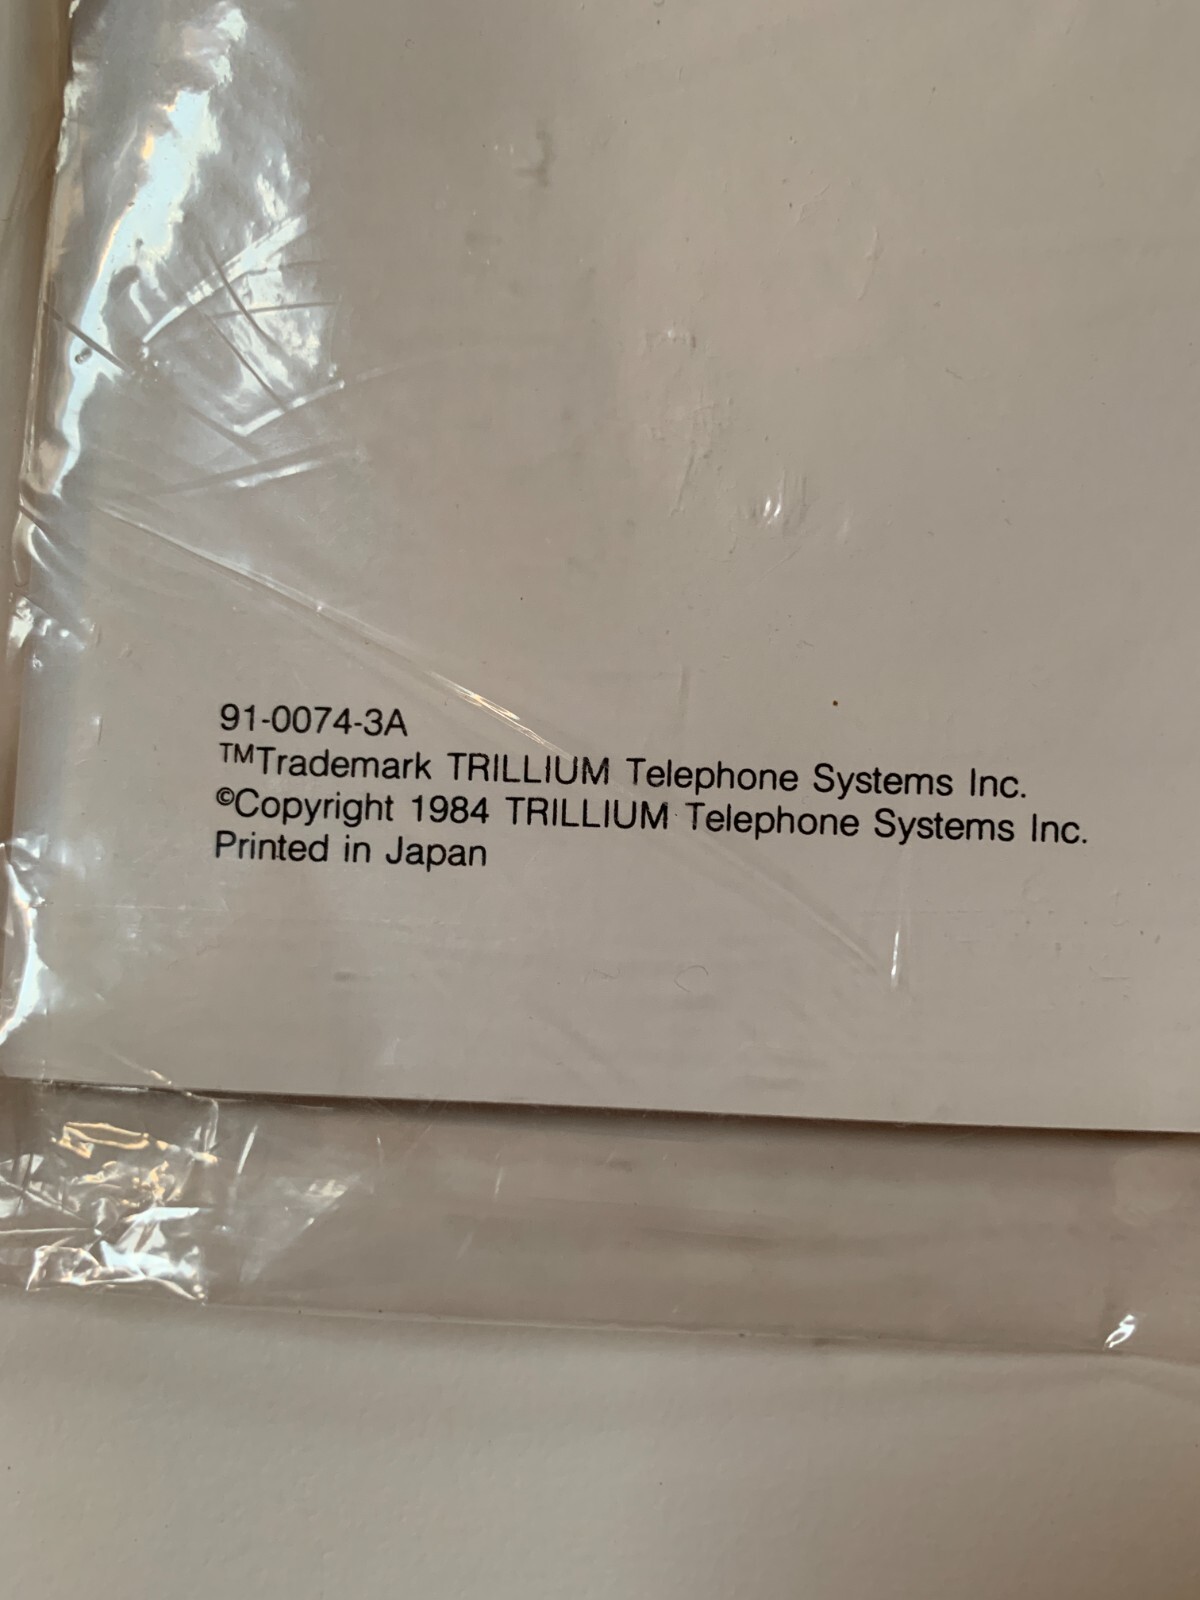 91-0074-3A
™Trademark TRILLIUM Telephone Systems Inc.
©Copyright 1984 TRILLIUM Telephone Systems Inc.
Printed in Japan